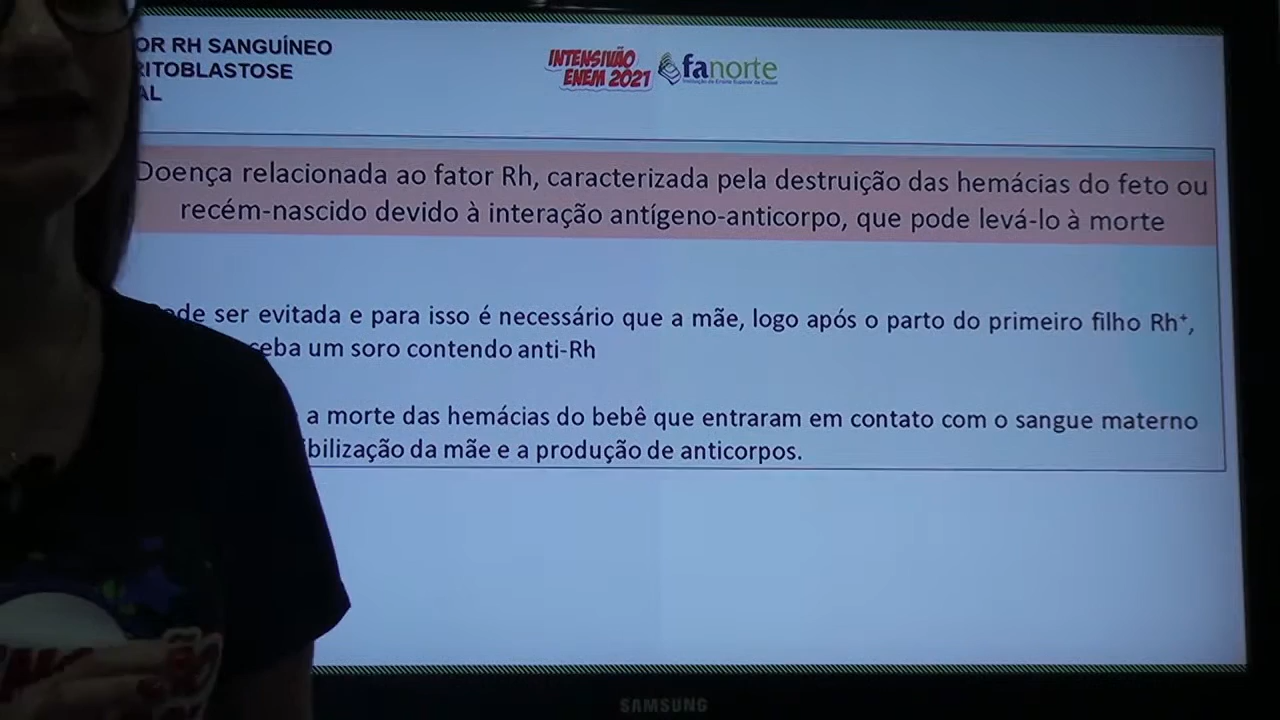 OR RH SANGUÍNEO
RITOBLASTOSE
AL
INTENSIVÃO
ENEM 2021
fanorte
Doença relacionada ao fator Rh, caracterizada pela destruição das hemácias do feto ou
recém-nascido devido à interação antígeno-anticorpo, que pode levá-lo à morte
ode ser evitada e para isso é necessário que a mãe, logo após o parto do primeiro filho Rh⁺,
ceba um soro contendo anti-Rh
a morte das hemácias do bebê que entraram em contato com o sangue materno
bilização da mãe e a produção de anticorpos.
SAMSUNG